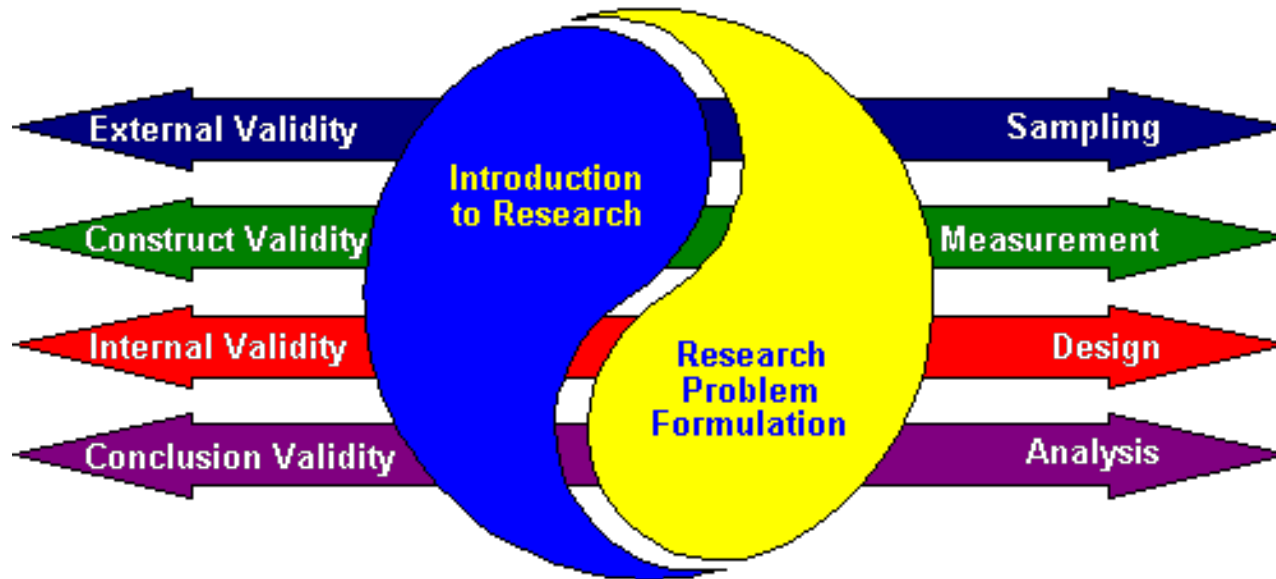 External Validity
Sampling
Introduction
to Research
Construct Validity
Measurement
Internal Validity
Design
Research
Problem
Formulation
Conclusion Validity
Analysis